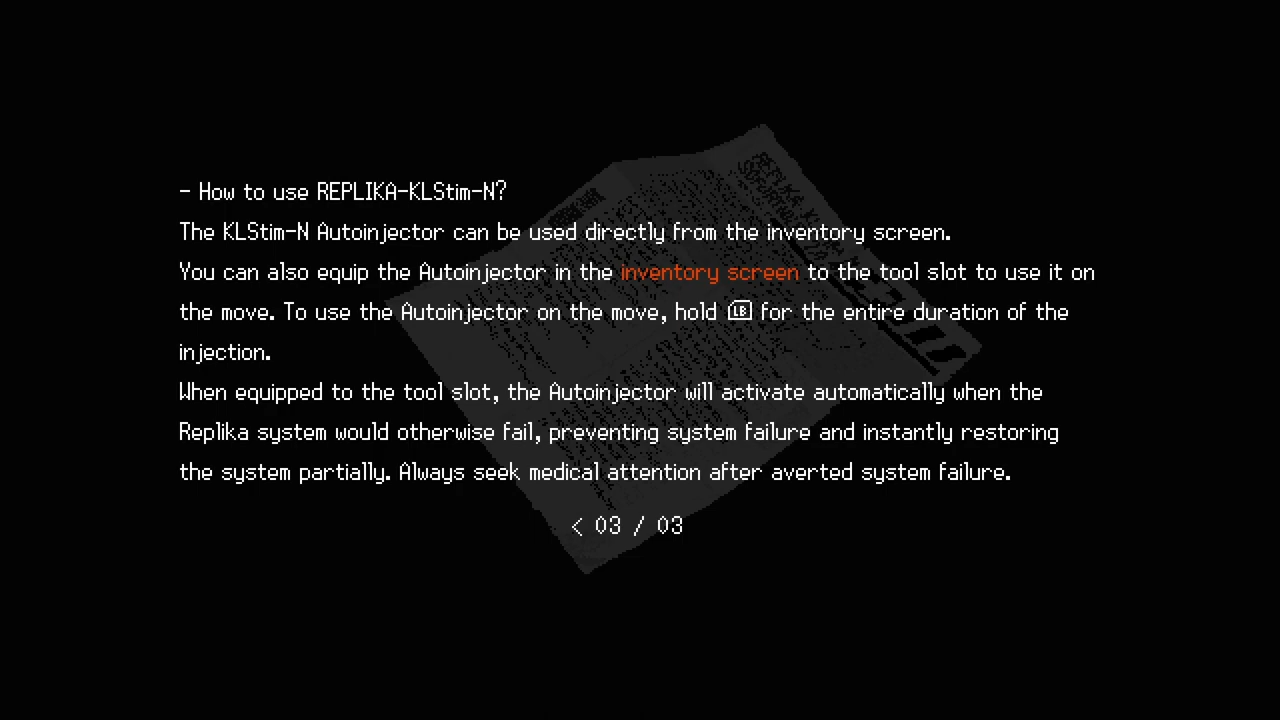 - How to use REPLIKA-KLStim-N?
The KLStim-N Autoinjector can be used directly from the inventory screen.
You can also equip the Autoinjector in the inventory screen to the tool slot to use it on
the move. To use the Autoinjector on the move, hold LB for the entire duration of the
injection.
When equipped to the tool slot, the Autoinjector will activate automatically when the
Replika system would otherwise fail, preventing system failure and instantly restoring
the system partially. Always seek medical attention after averted system failure.
< 03 / 03